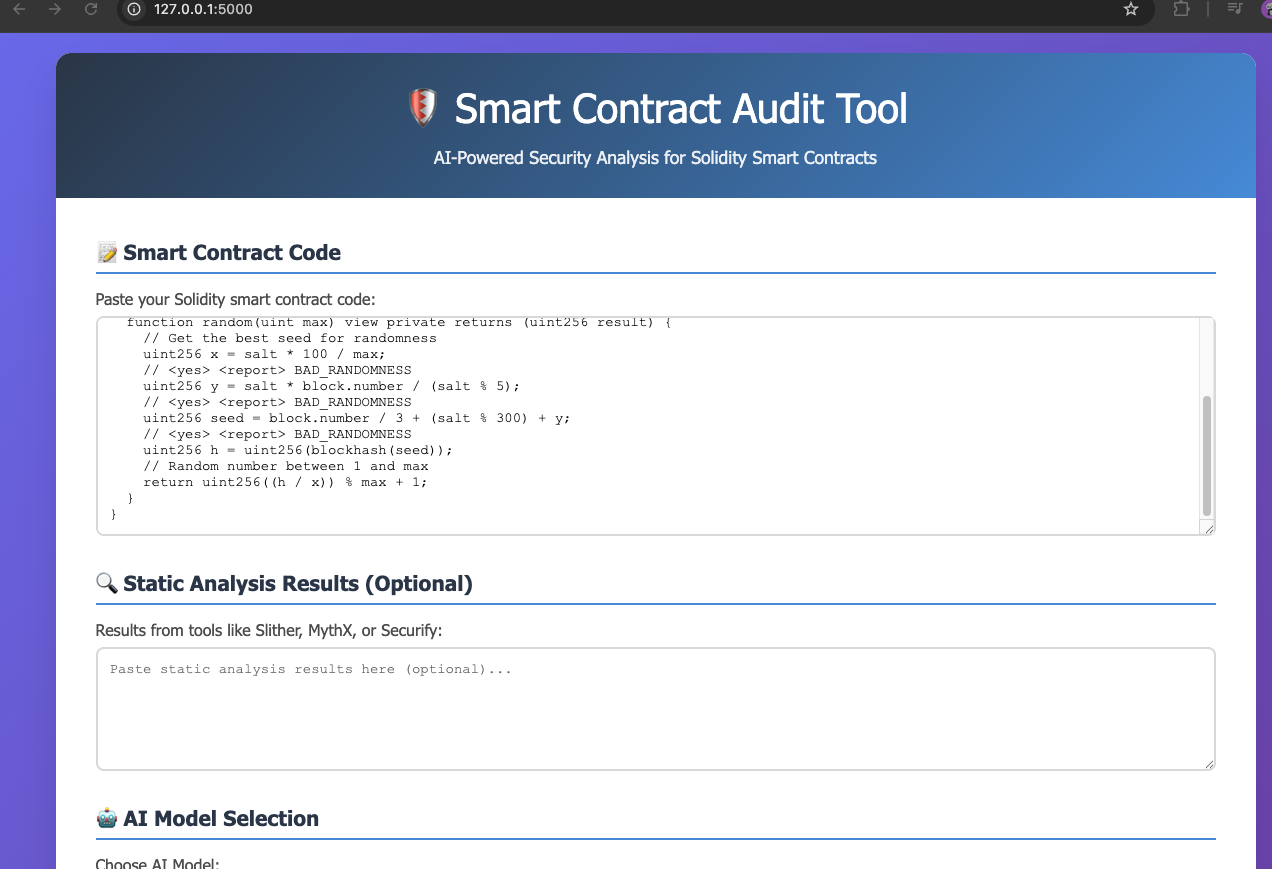 127.0.0.1:5000
Smart Contract Audit Tool
AI-Powered Security Analysis for Solidity Smart Contracts
Smart Contract Code
Paste your Solidity smart contract code:
function random(uint max) view private returns (uint256 result) {
// Get the best seed for randomness
uint256 x = salt * 100 / max;
// <yes> <report> BAD_RANDOMNESS
uint256 y = salt * block.number / (salt % 5);
// <yes> <report> BAD_RANDOMNESS
uint256 seed = block.number / 3 + (salt % 300) + y;
// <yes> <report> BAD_RANDOMNESS
uint256 h = uint256(blockhash(seed));
// Random number between 1 and max
return uint256((h / x)) % max + 1;
}
}
Static Analysis Results (Optional)
Results from tools like Slither, MythX, or Securify:
Paste static analysis results here (optional)...
AI Model Selection
Choose AI Model: